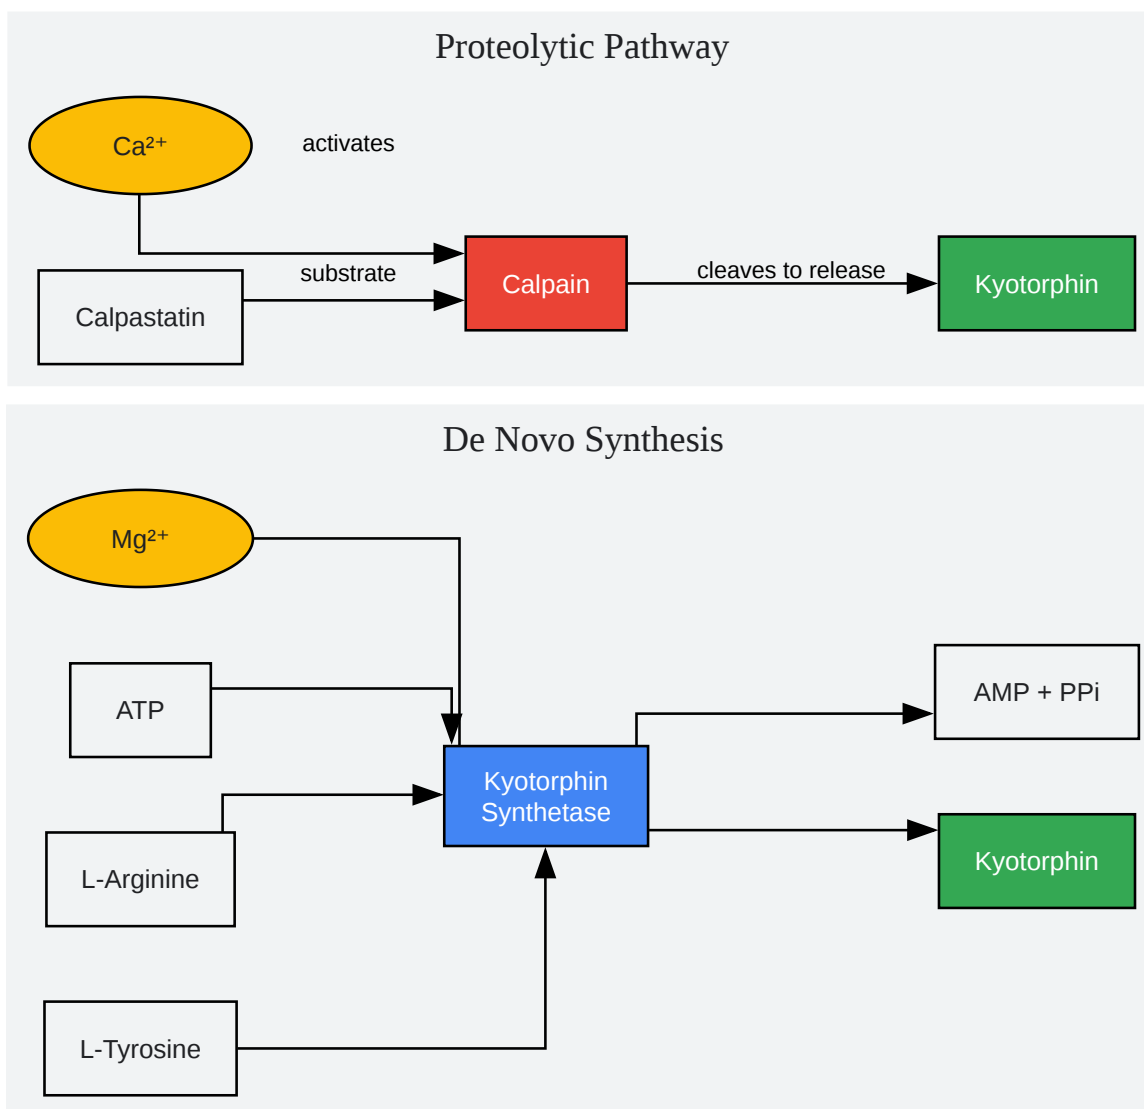 Proteolytic Pathway
Ca²⁺
activates
substrate
Calpastatin
Calpain
cleaves to release
Kyotorphin
De Novo Synthesis
Mg²⁺
ATP
AMP + PPi
Kyotorphin
Synthetase
L-Arginine
Kyotorphin
L-Tyrosine